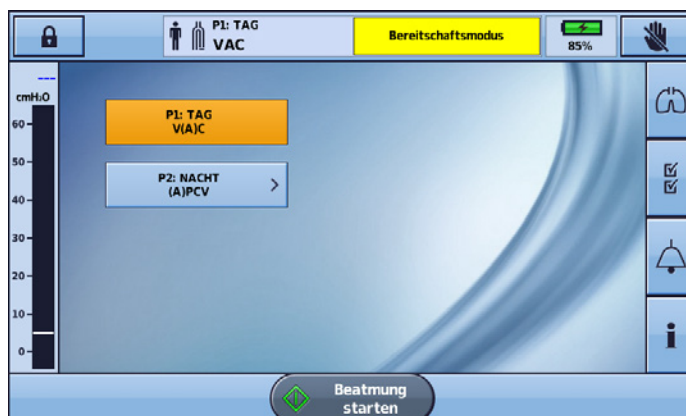 P1: TAG
VAC
Bereitschaftsmodus
85%
---
cmH₂O
60
50
40
30
20
10
0
P1: TAG
V(A)C
P2: NACHT
(A)PCV
Beatmung
starten